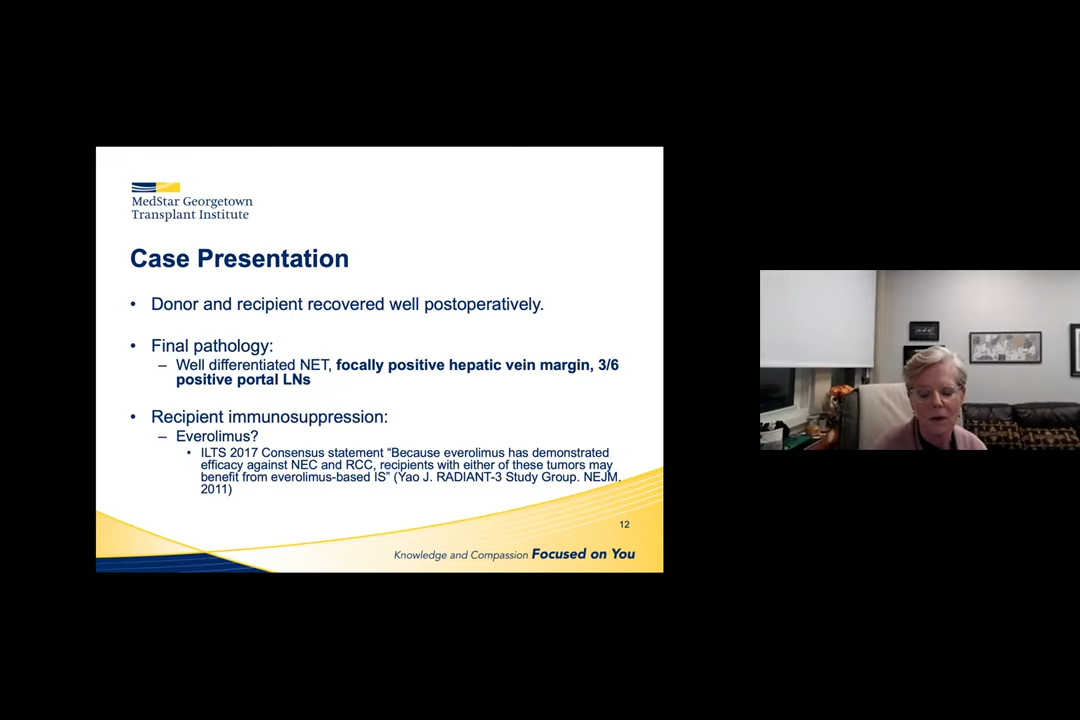 MedStar Georgetown
Transplant Institute
Case Presentation
• Donor and recipient recovered well postoperatively.
• Final pathology:
– Well differentiated NET, focally positive hepatic vein margin, 3/6
positive portal LNs
• Recipient immunosuppression:
– Everolimus?
• ILTS 2017 Consensus statement “Because everolimus has demonstrated
efficacy against NEC and RCC, recipients with either of these tumors may
benefit from everolimus-based IS” (Yao J. RADIANT-3 Study Group. NEJM.
2011)
12
Knowledge and Compassion Focused on You